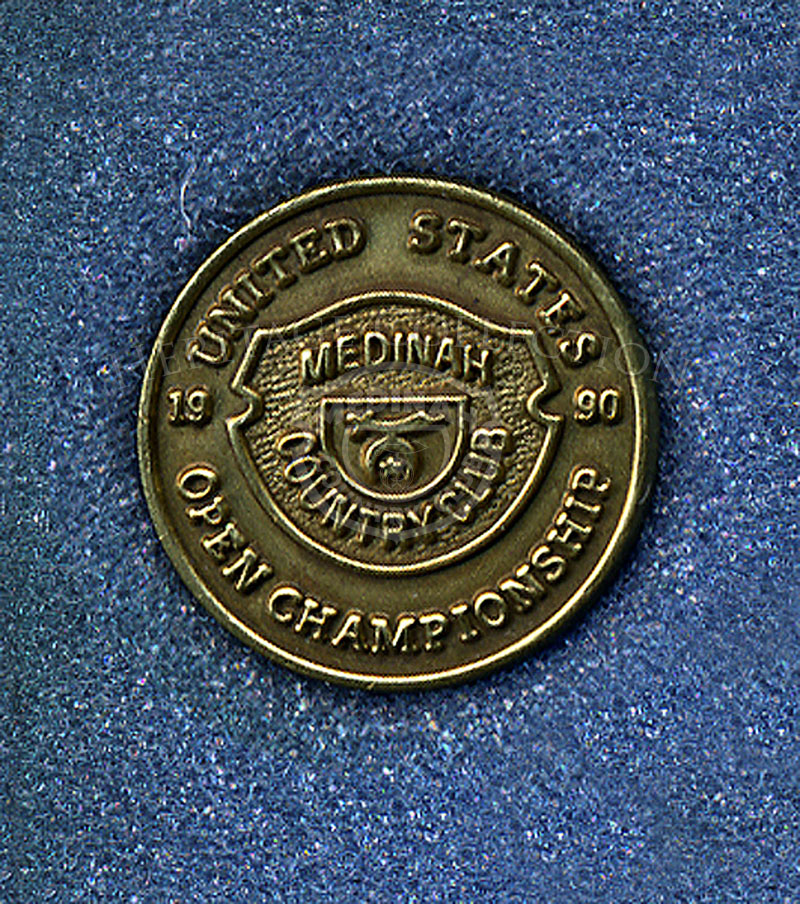 UNITED STATES
MEDINAH
COUNTRY CLUB
19 90
OPEN CHAMPIONSHIP